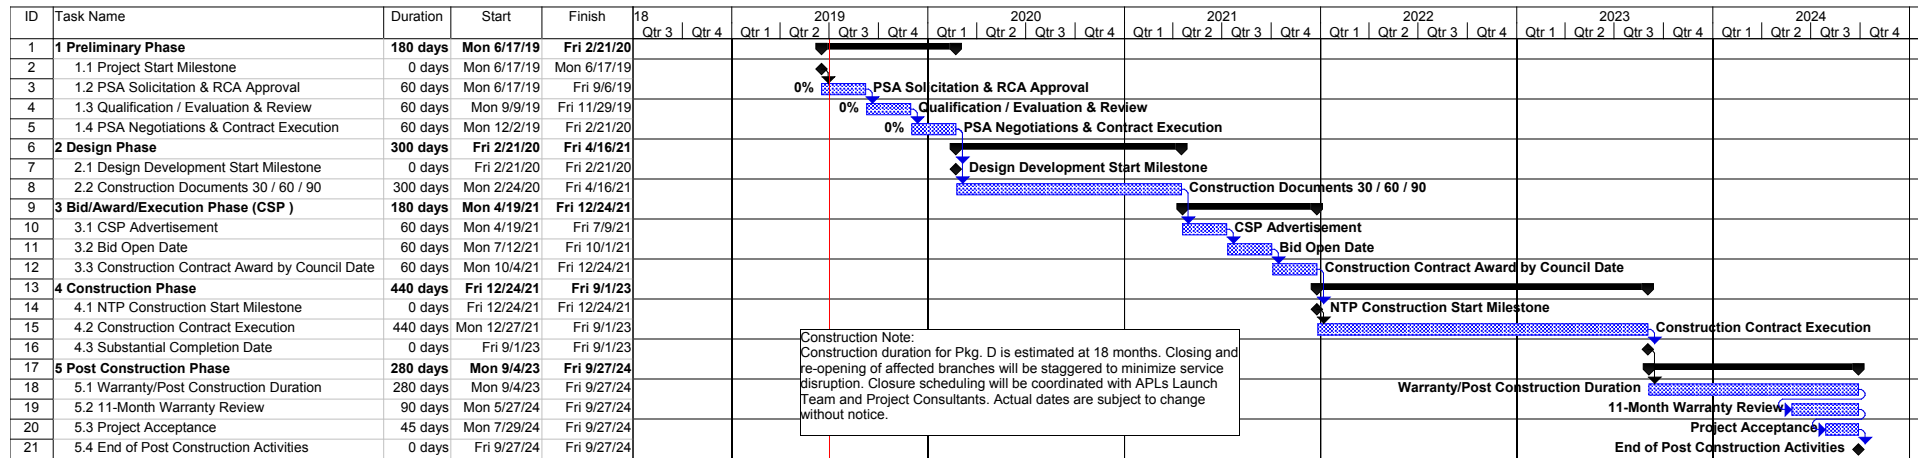 ID Task Name Duration Start Finish 18 2019 2020 2021 2022 2023 2024
Qtr 3 Qtr 4 Qtr 1 Qtr 2 Qtr 3 Qtr 4 Qtr 1 Qtr 2 Qtr 3 Qtr 4 Qtr 1 Qtr 2 Qtr 3 Qtr 4 Qtr 1 Qtr 2 Qtr 3 Qtr 4 Qtr 1 Qtr 2 Qtr 3 Qtr 4 Qtr 1 Qtr 2 Qtr 3 Qtr 4
1 1 Preliminary Phase 180 days Mon 6/17/19 Fri 2/21/20
2 1.1 Project Start Milestone 0 days Mon 6/17/19 Mon 6/17/19
3 1.2 PSA Solicitation & RCA Approval 60 days Mon 6/17/19 Fri 9/6/19 0% PSA Solicitation & RCA Approval
4 1.3 Qualification / Evaluation & Review 60 days Mon 9/9/19 Fri 11/29/19 0% Qualification / Evaluation & Review
5 1.4 PSA Negotiations & Contract Execution 60 days Mon 12/2/19 Fri 2/21/20 0% PSA Negotiations & Contract Execution
6 2 Design Phase 300 days Fri 2/21/20 Fri 4/16/21
7 2.1 Design Development Start Milestone 0 days Fri 2/21/20 Fri 2/21/20 Design Development Start Milestone
8 2.2 Construction Documents 30 / 60 / 90 300 days Mon 2/24/20 Fri 4/16/21 Construction Documents 30 / 60 / 90
9 3 Bid/Award/Execution Phase (CSP ) 180 days Mon 4/19/21 Fri 12/24/21
10 3.1 CSP Advertisement 60 days Mon 4/19/21 Fri 7/9/21 CSP Advertisement
11 3.2 Bid Open Date 60 days Mon 7/12/21 Fri 10/1/21 Bid Open Date
12 3.3 Construction Contract Award by Council Date 60 days Mon 10/4/21 Fri 12/24/21 Construction Contract Award by Council Date
13 4 Construction Phase 440 days Fri 12/24/21 Fri 9/1/23
14 4.1 NTP Construction Start Milestone 0 days Fri 12/24/21 Fri 12/24/21 NTP Construction Start Milestone
15 4.2 Construction Contract Execution 440 days Mon 12/27/21 Fri 9/1/23 Construction Contract Execution
16 4.3 Substantial Completion Date 0 days Fri 9/1/23 Fri 9/1/23
17 5 Post Construction Phase 280 days Mon 9/4/23 Fri 9/27/24
18 5.1 Warranty/Post Construction Duration 280 days Mon 9/4/23 Fri 9/27/24 Warranty/Post Construction Duration
19 5.2 11-Month Warranty Review 90 days Mon 5/27/24 Fri 9/27/24 11-Month Warranty Review
20 5.3 Project Acceptance 45 days Mon 7/29/24 Fri 9/27/24 Project Acceptance
21 5.4 End of Post Construction Activities 0 days Fri 9/27/24 Fri 9/27/24 End of Post Construction Activities
Construction Note:
Construction duration for Pkg. D is estimated at 18 months. Closing and
re-opening of affected branches will be staggered to minimize service
disruption. Closure scheduling will be coordinated with APLs Launch
Team and Project Consultants. Actual dates are subject to change
without notice.